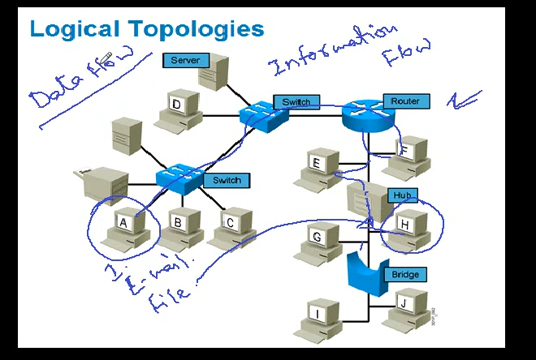 Logical Topologies
Data flow
Information
Flow
Server
D
Switch
Router
E
F
Switch
Hub
A
B
C
G
H
1.
E-mail.
File
Bridge
I
J